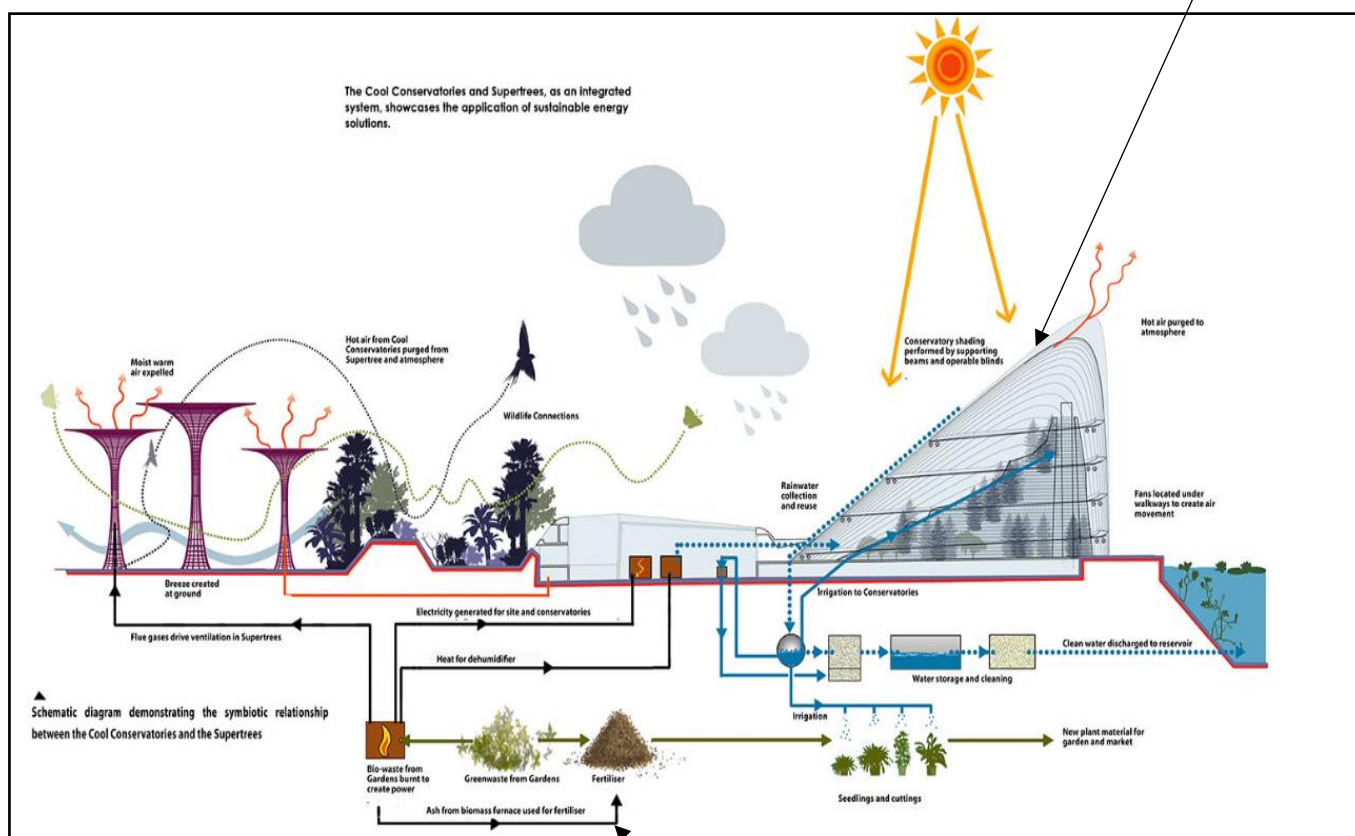 The Cool Conservatories and Supertrees, as an integrated
system, showcases the application of sustainable energy
solutions.
Hot air from Cool
Conservatories purged from
Supertree and atmosphere
Moist warm
air expelled
Wildlife Connections
Conservatory shading
performed by supporting
beams and operable blinds
Hot air purged to
atmosphere
Rainwater
collection
and reuse
Fans located under
walkways to create air
movement
Breeze created
at ground
Irrigation to Conservatories
Electricity generated for site and conservatories
Flue gases drive ventilation in Supertrees
Heat for dehumidifier
Clean water discharged to reservoir
Water storage and cleaning
Schematic diagram demonstrating the symbiotic relationship
between the Cool Conservatories and the Supertrees
Irrigation
New plant material for
garden and market
Bio-waste from
Gardens burnt to
create power
Greenwaste from Gardens
Fertiliser
Seedlings and cuttings
Ash from biomass furnace used for fertiliser